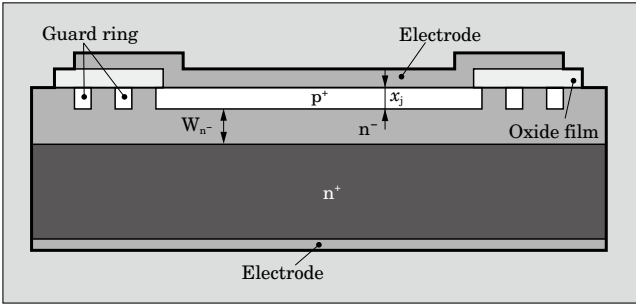 Guard ring
Electrode
p⁺
xⱼ
Wₙ₋
n⁻
Oxide film
n⁺
Electrode